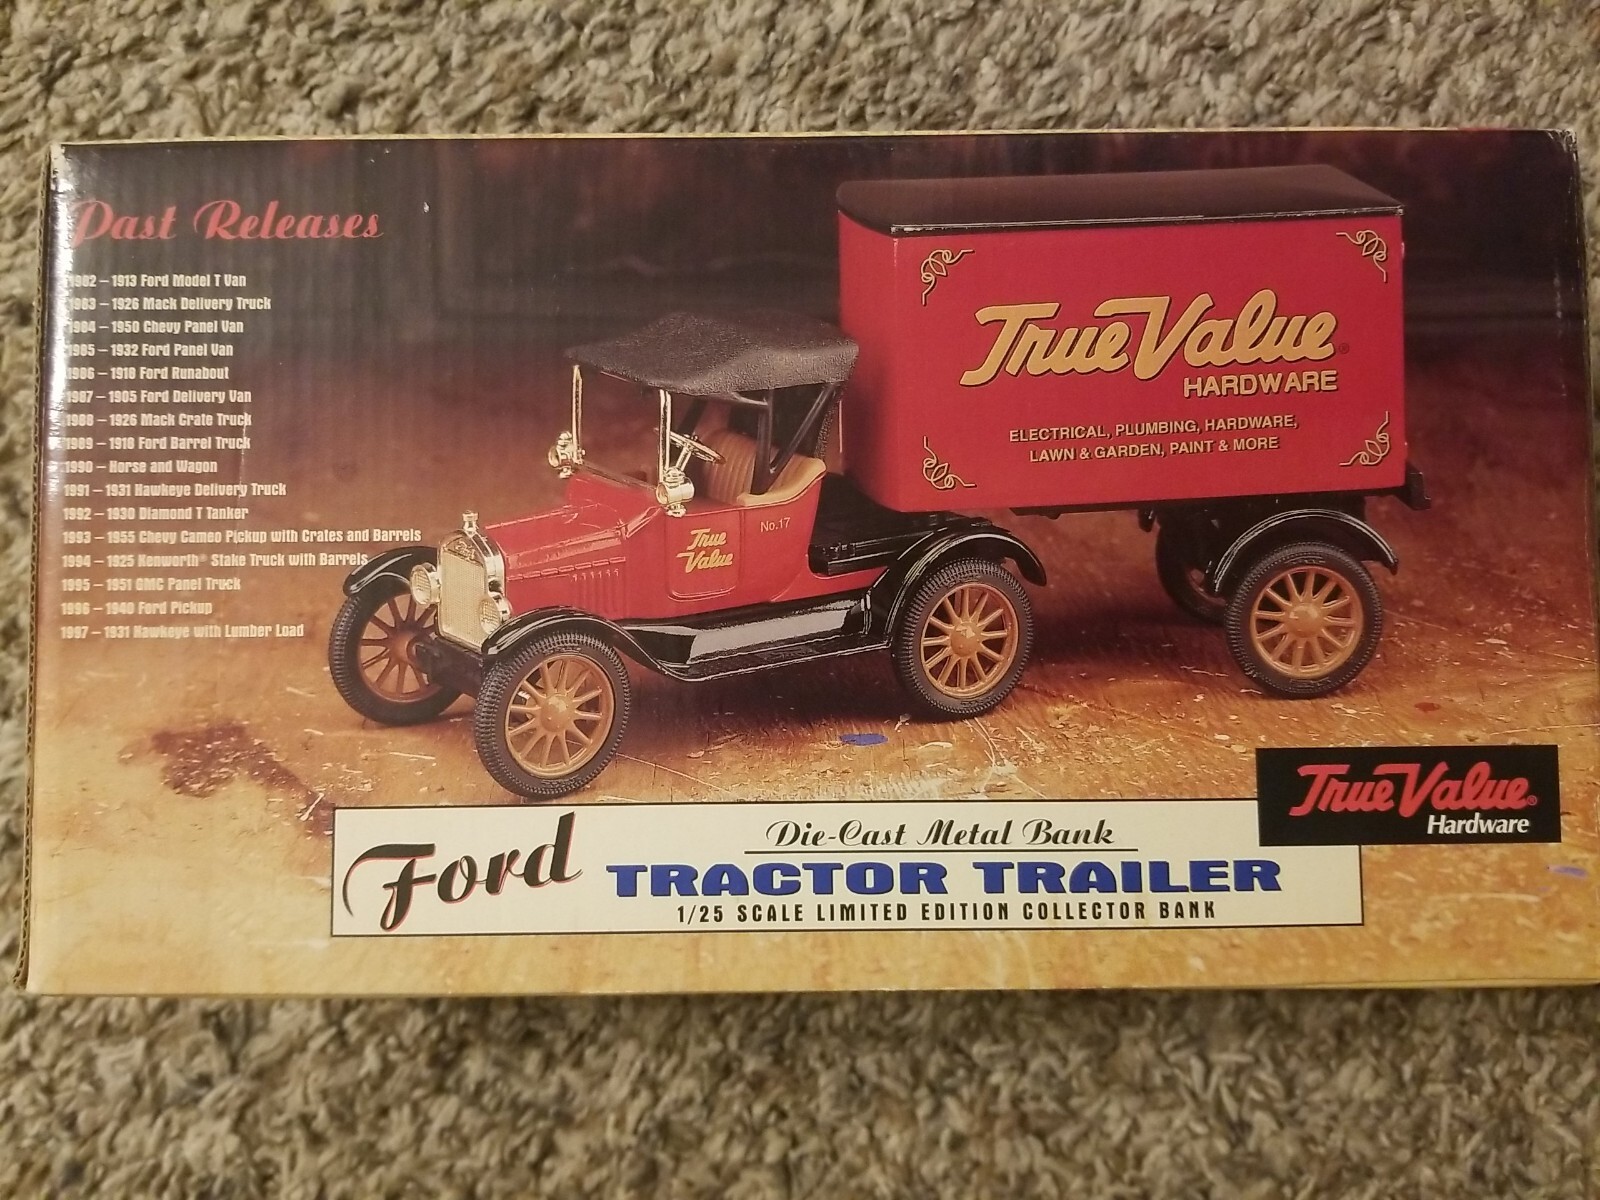 Past Releases
1982 – 1913 Ford Model T Van
1983 – 1926 Mack Delivery Truck
1984 – 1950 Chevy Panel Van
1985 – 1932 Ford Panel Van
1986 – 1918 Ford Runabout
1987 – 1905 Ford Delivery Van
1988 – 1926 Mack Crate Truck
1989 – 1918 Ford Barrel Truck
1990 – Horse and Wagon
1991 – 1931 Hawkeye Delivery Truck
1992 – 1930 Diamond T Tanker
1993 – 1955 Chevy Cameo Pickup with Crates and Barrels
1994 – 1925 Kenworth® Stake Truck with Barrels
1995 – 1951 GMC Panel Truck
1996 – 1940 Ford Pickup
1997 – 1931 Hawkeye with Lumber Load
True Value®
HARDWARE
ELECTRICAL, PLUMBING, HARDWARE,
LAWN & GARDEN, PAINT & MORE
True
Value
No.17
True Value®
Hardware
Ford
Die-Cast Metal Bank
TRACTOR TRAILER
1/25 SCALE LIMITED EDITION COLLECTOR BANK